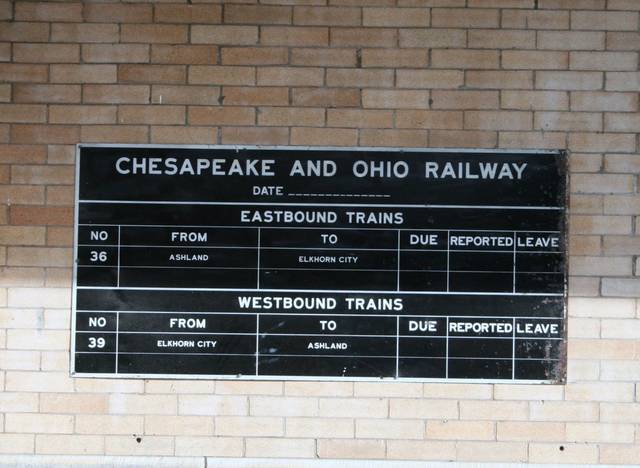 CHESAPEAKE AND OHIO RAILWAY
DATE ______________
EASTBOUND TRAINS
NO FROM TO DUE REPORTED LEAVE
36 ASHLAND ELKHORN CITY
WESTBOUND TRAINS
NO FROM TO DUE REPORTED LEAVE
39 ELKHORN CITY ASHLAND